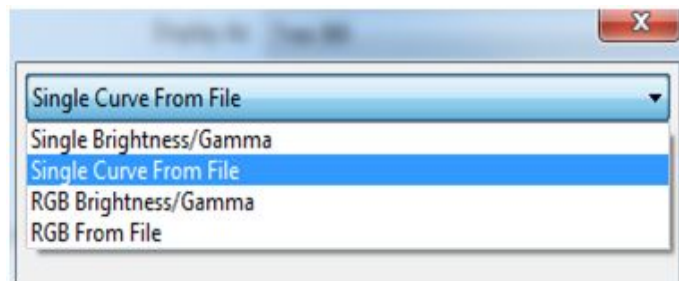 Single Curve From File
Single Brightness/Gamma
Single Curve From File
RGB Brightness/Gamma
RGB From File